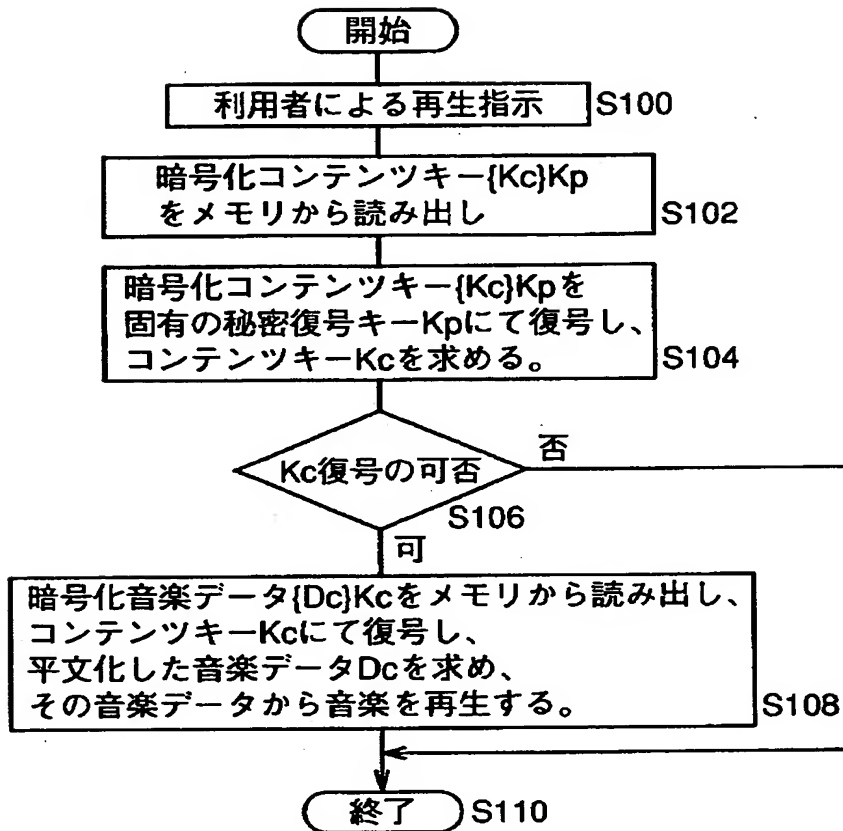 開始
利用者による再生指示 S100
暗号化コンテンツキー{Kc}Kp
をメモリから読み出し S102
暗号化コンテンツキー{Kc}Kpを
固有の秘密復号キーKpにて復号し、
コンテンツキーKcを求める。 S104
否
Kc復号の可否
S106
可
暗号化音楽データ{Dc}Kcをメモリから読み出し、
コンテンツキーKcにて復号し、
平文化した音楽データDcを求め、
その音楽データから音楽を再生する。 S108
終了 S110